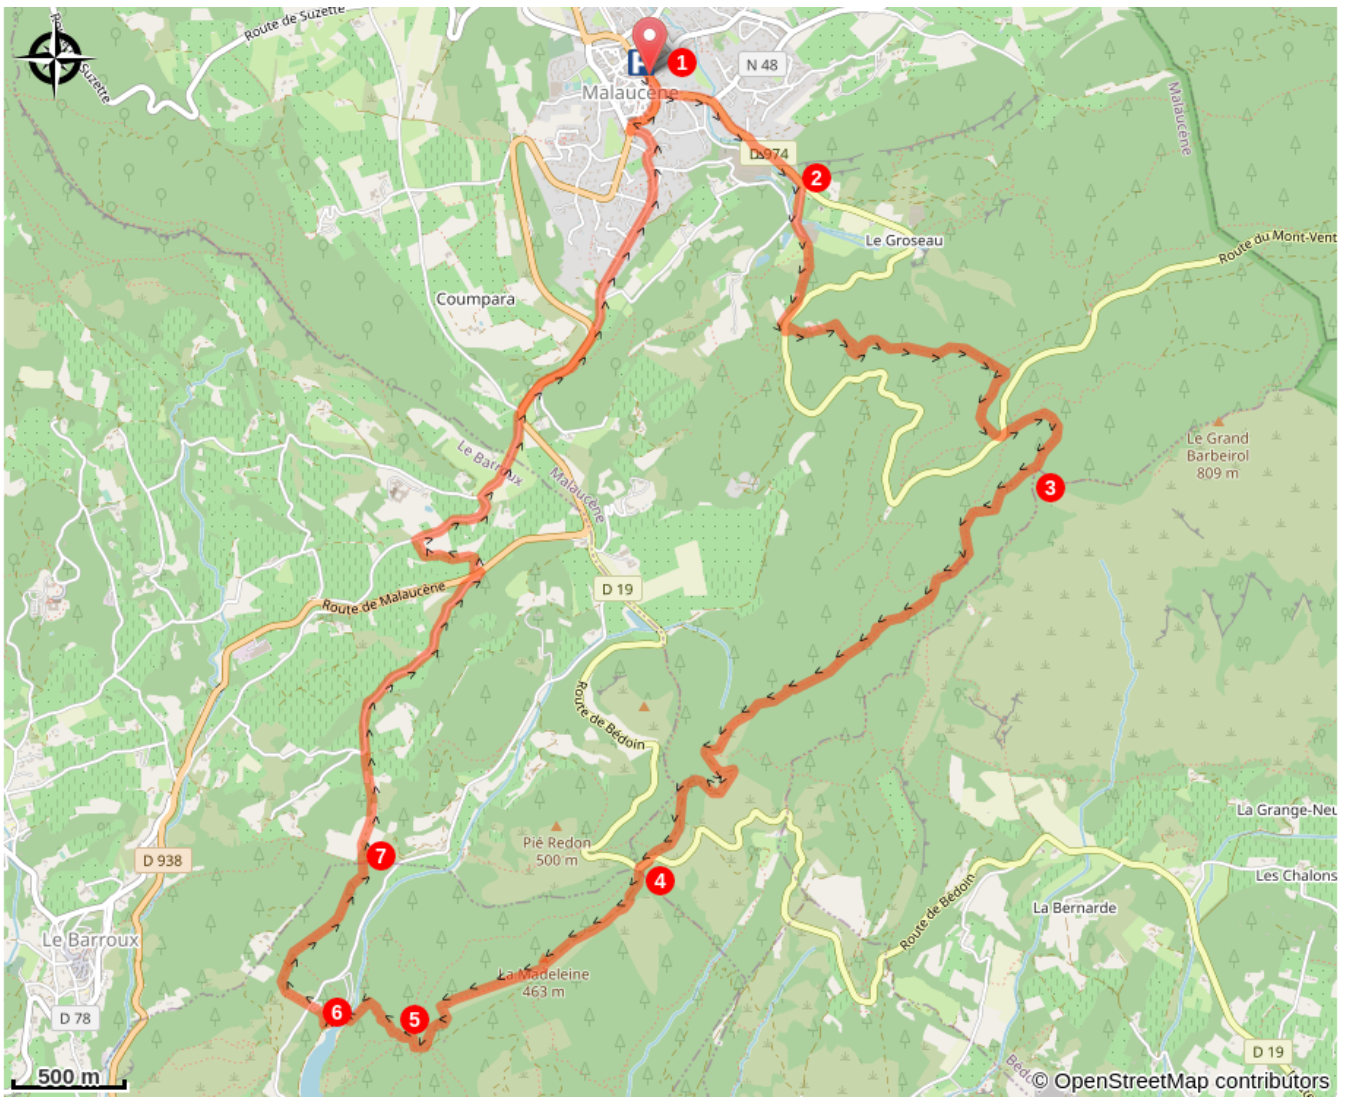 Route de Suzette
Suzette
P
1
N 48
Malaucène
Malaucène
D 974
2
Le Groseau
Route du Mont-Vent
Coumpara
Le Grand
Barbeirol
809 m
Le Barroux
Malaucène
3
D 19
Route de Malaucène
Route de Bédoin
La Grange-Neu
Pié Redon
500 m
D 938
7
4
Les Chalons
Route de Bédoin
La Bernarde
Le Barroux
La Madeleine
463 m
6
5
D 78
D 19
500 m
© OpenStreetMap contributors